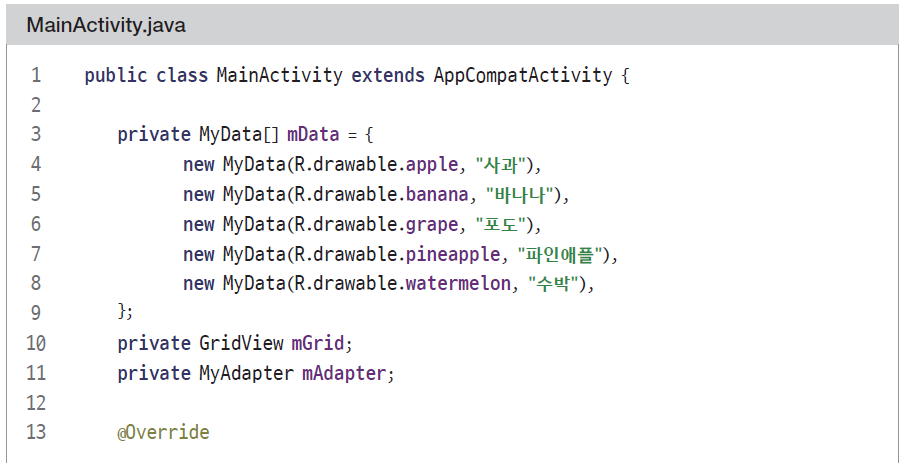 MainActivity.java
1 public class MainActivity extends AppCompatActivity {
2
3 private MyData[] mData = {
4 new MyData(R.drawable.apple, "사과"),
5 new MyData(R.drawable.banana, "바나나"),
6 new MyData(R.drawable.grape, "포도"),
7 new MyData(R.drawable.pineapple, "파인애플"),
8 new MyData(R.drawable.watermelon, "수박"),
9 };
10 private GridView mGrid;
11 private MyAdapter mAdapter;
12
13 @Override